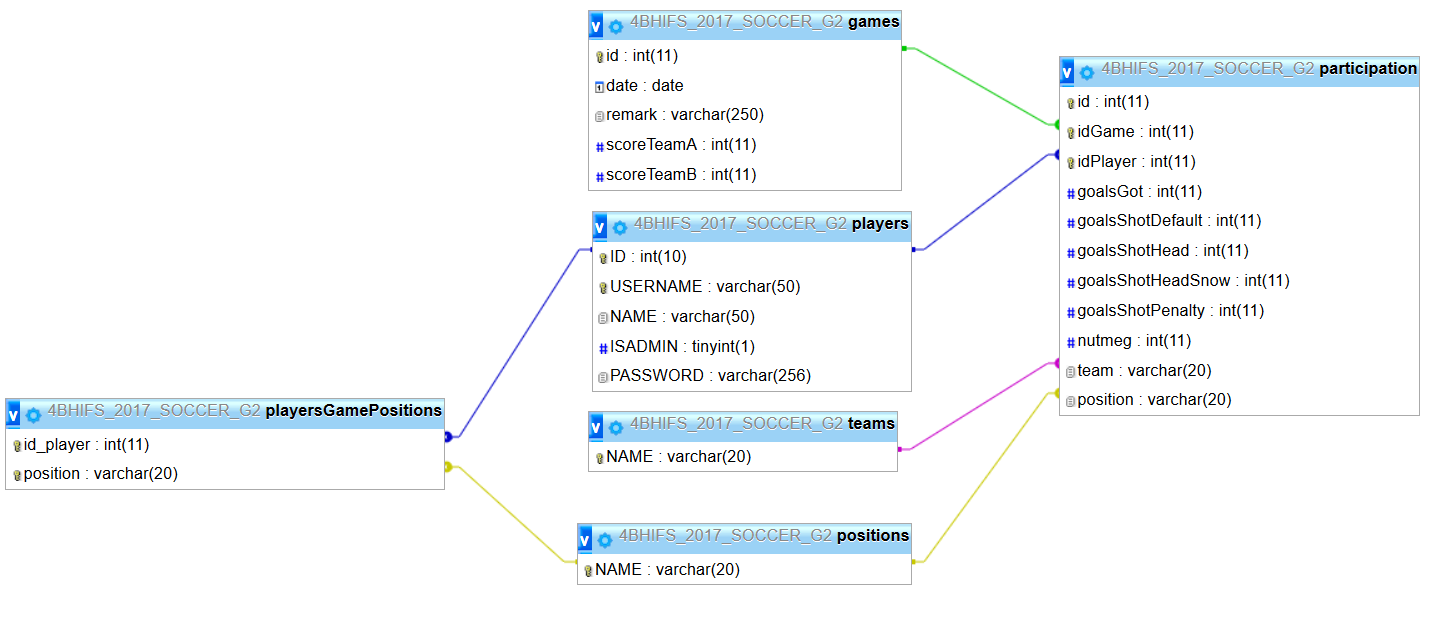 4BHIFS_2017_SOCCER_G2 games
id : int(11)
date : date
remark : varchar(250)
scoreTeamA : int(11)
scoreTeamB : int(11)
v 4BHIFS_2017_SOCCER_G2 participation
id : int(11)
idGame : int(11)
idPlayer : int(11)
goalsGot : int(11)
goalsShotDefault : int(11)
goalsShotHead : int(11)
goalsShotHeadSnow : int(11)
goalsShotPenalty : int(11)
nutmeg : int(11)
team : varchar(20)
position : varchar(20)
v 4BHIFS_2017_SOCCER_G2 players
ID : int(10)
USERNAME : varchar(50)
NAME : varchar(50)
ISADMIN : tinyint(1)
PASSWORD : varchar(256)
v 4BHIFS_2017_SOCCER_G2 playersGamePositions
id_player : int(11)
position : varchar(20)
v 4BHIFS_2017_SOCCER_G2 teams
NAME : varchar(20)
v 4BHIFS_2017_SOCCER_G2 positions
NAME : varchar(20)